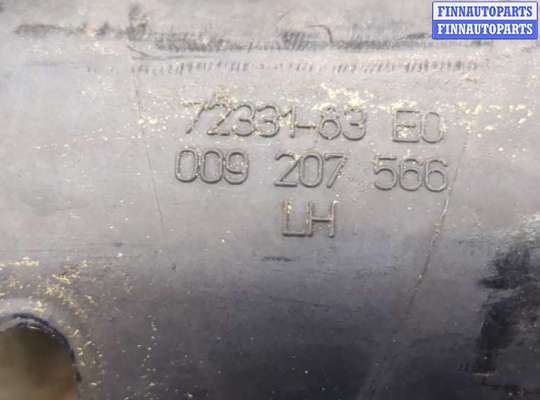 FINNAUTOPARTS
FINNAUTOPARTS
72331-63 E0
009 207 566
LH